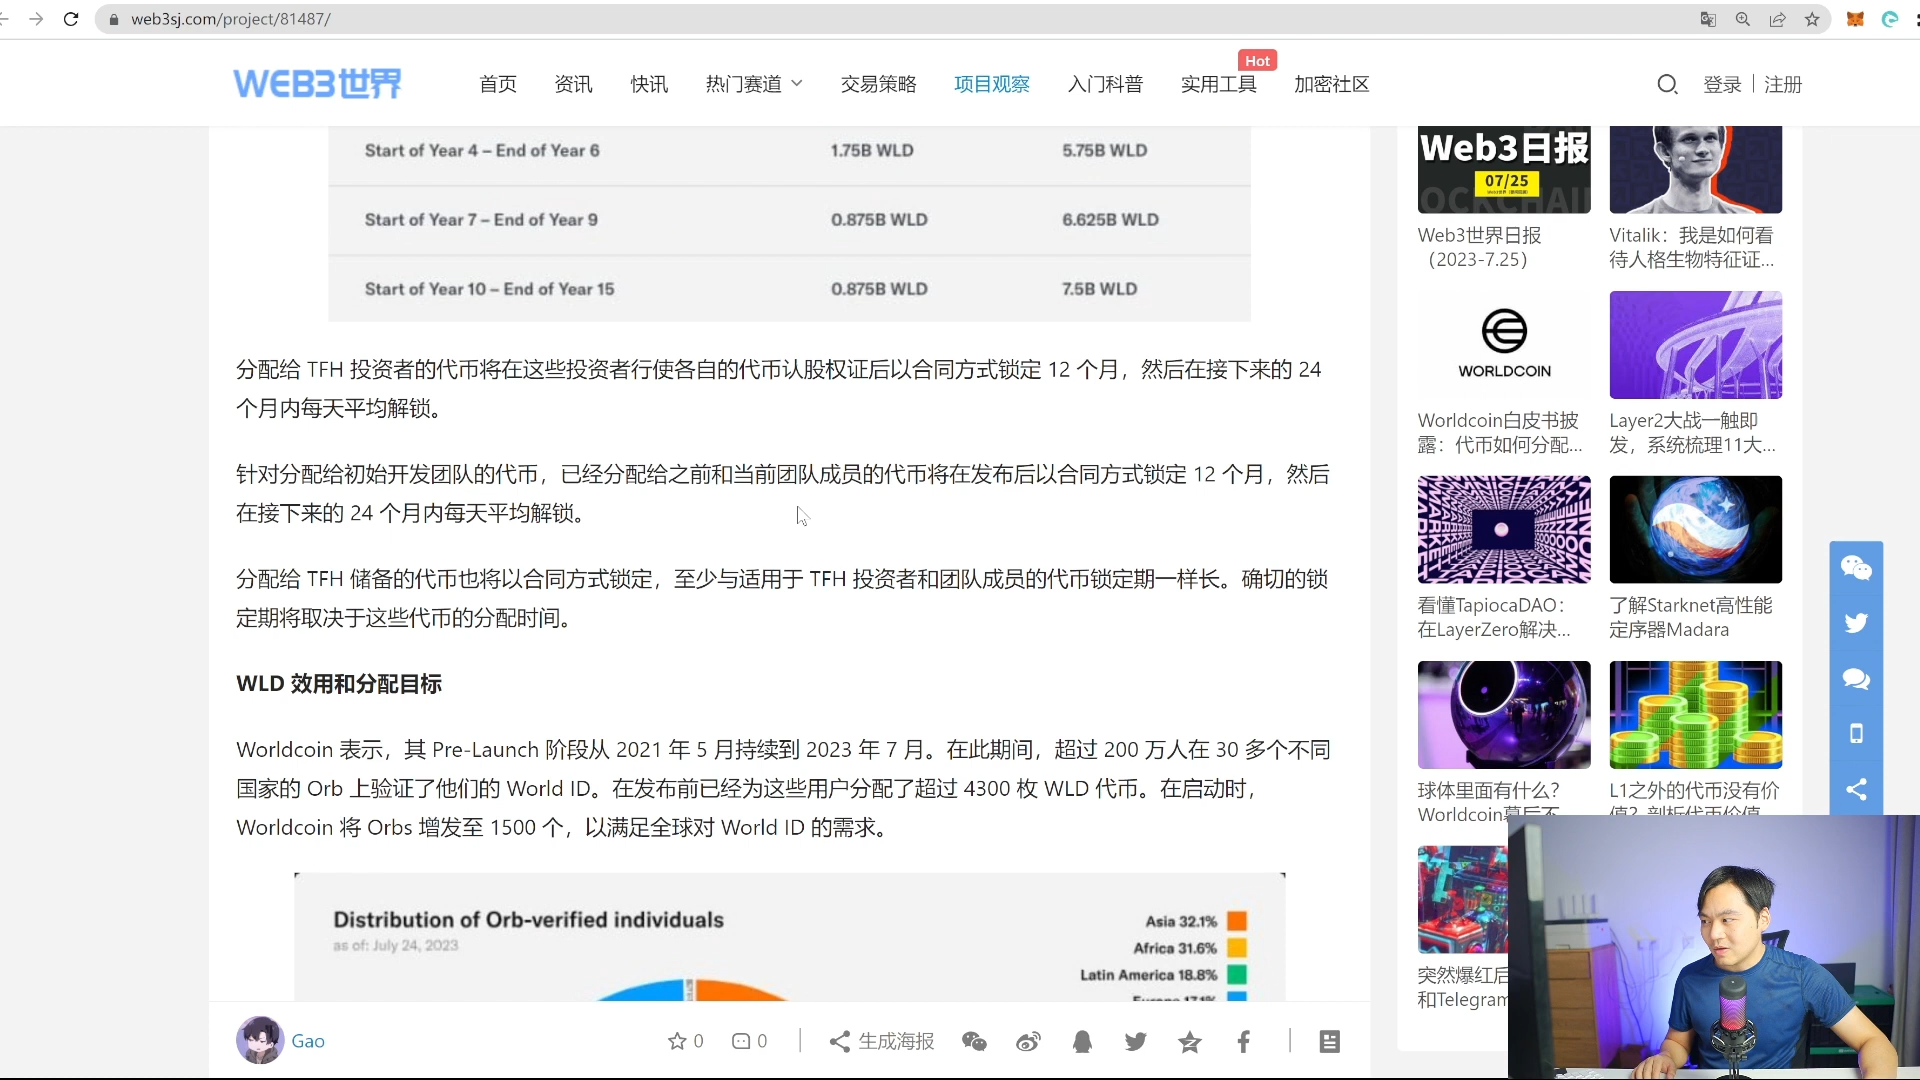 web3sj.com/project/81487/
WEB3世界
首页
资讯
快讯
热门赛道
交易策略
项目观察
入门科普
实用工具
Hot
加密社区
登录
注册
Start of Year 4 – End of Year 6 1.75B WLD 5.75B WLD
Start of Year 7 – End of Year 9 0.875B WLD 6.625B WLD
Start of Year 10 – End of Year 15 0.875B WLD 7.5B WLD
分配给 TFH 投资者的代币将在这些投资者行使各自的代币认股权证后以合同方式锁定 12 个月，然后在接下来的 24
个月内每天平均解锁。
针对分配给初始开发团队的代币，已经分配给之前和当前团队成员的代币将在发布后以合同方式锁定 12 个月，然后
在接下来的 24 个月内每天平均解锁。
分配给 TFH 储备的代币也将以合同方式锁定，至少与适用于 TFH 投资者和团队成员的代币锁定期一样长。确切的锁
定期将取决于这些代币的分配时间。
WLD 效用和分配目标
Worldcoin 表示，其 Pre-Launch 阶段从 2021 年 5 月持续到 2023 年 7 月。在此期间，超过 200 万人在 30 多个不同
国家的 Orb 上验证了他们的 World ID。在发布前已经为这些用户分配了超过 4300 枚 WLD 代币。在启动时，
Worldcoin 将 Orbs 增发至 1500 个，以满足全球对 World ID 的需求。
Distribution of Orb-verified individuals
as of: July 24, 2023
Asia 32.1%
Africa 31.6%
Latin America 18.8%
Europe 17.1%
Gao
0
0
生成海报
Web3日报
07/25
Web3世界日报
（2023-7.25）
Vitalik：我是如何看
待人格生物特征证...
WORLDCOIN
Worldcoin白皮书披
露：代币如何分配...
Layer2大战一触即
发，系统梳理11大...
看懂TapiocaDAO：
在LayerZero解决...
了解Starknet高性能
定序器Madara
球体里面有什么？
Worldcoin幕后不
L1之外的代币没有价
值？剖析代币价值
突然爆红后
和Telegram